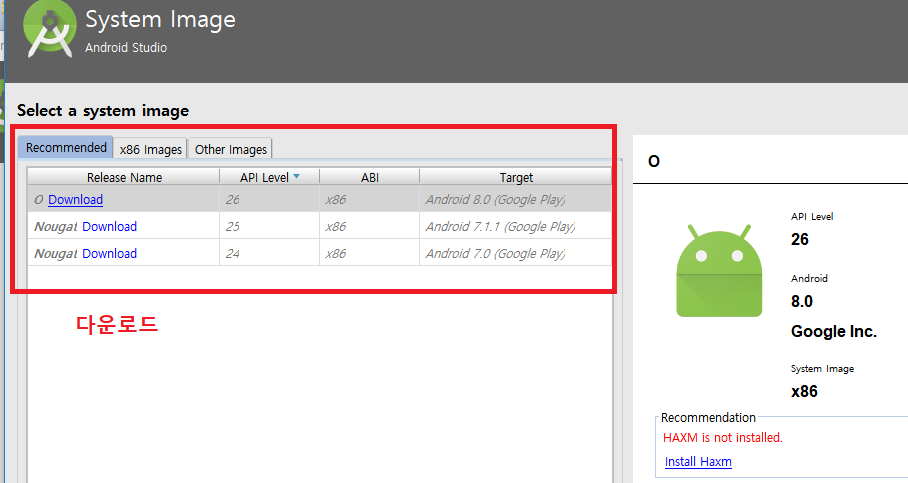 System Image
Android Studio
Select a system image
Recommended x86 Images Other Images
Release Name API Level ABI Target
O Download 26 x86 Android 8.0 (Google Play)
Nougat Download 25 x86 Android 7.1.1 (Google Play)
Nougat Download 24 x86 Android 7.0 (Google Play)
다운로드
O
API Level
26
Android
8.0
Google Inc.
System Image
x86
Recommendation
HAXM is not installed.
Install Haxm